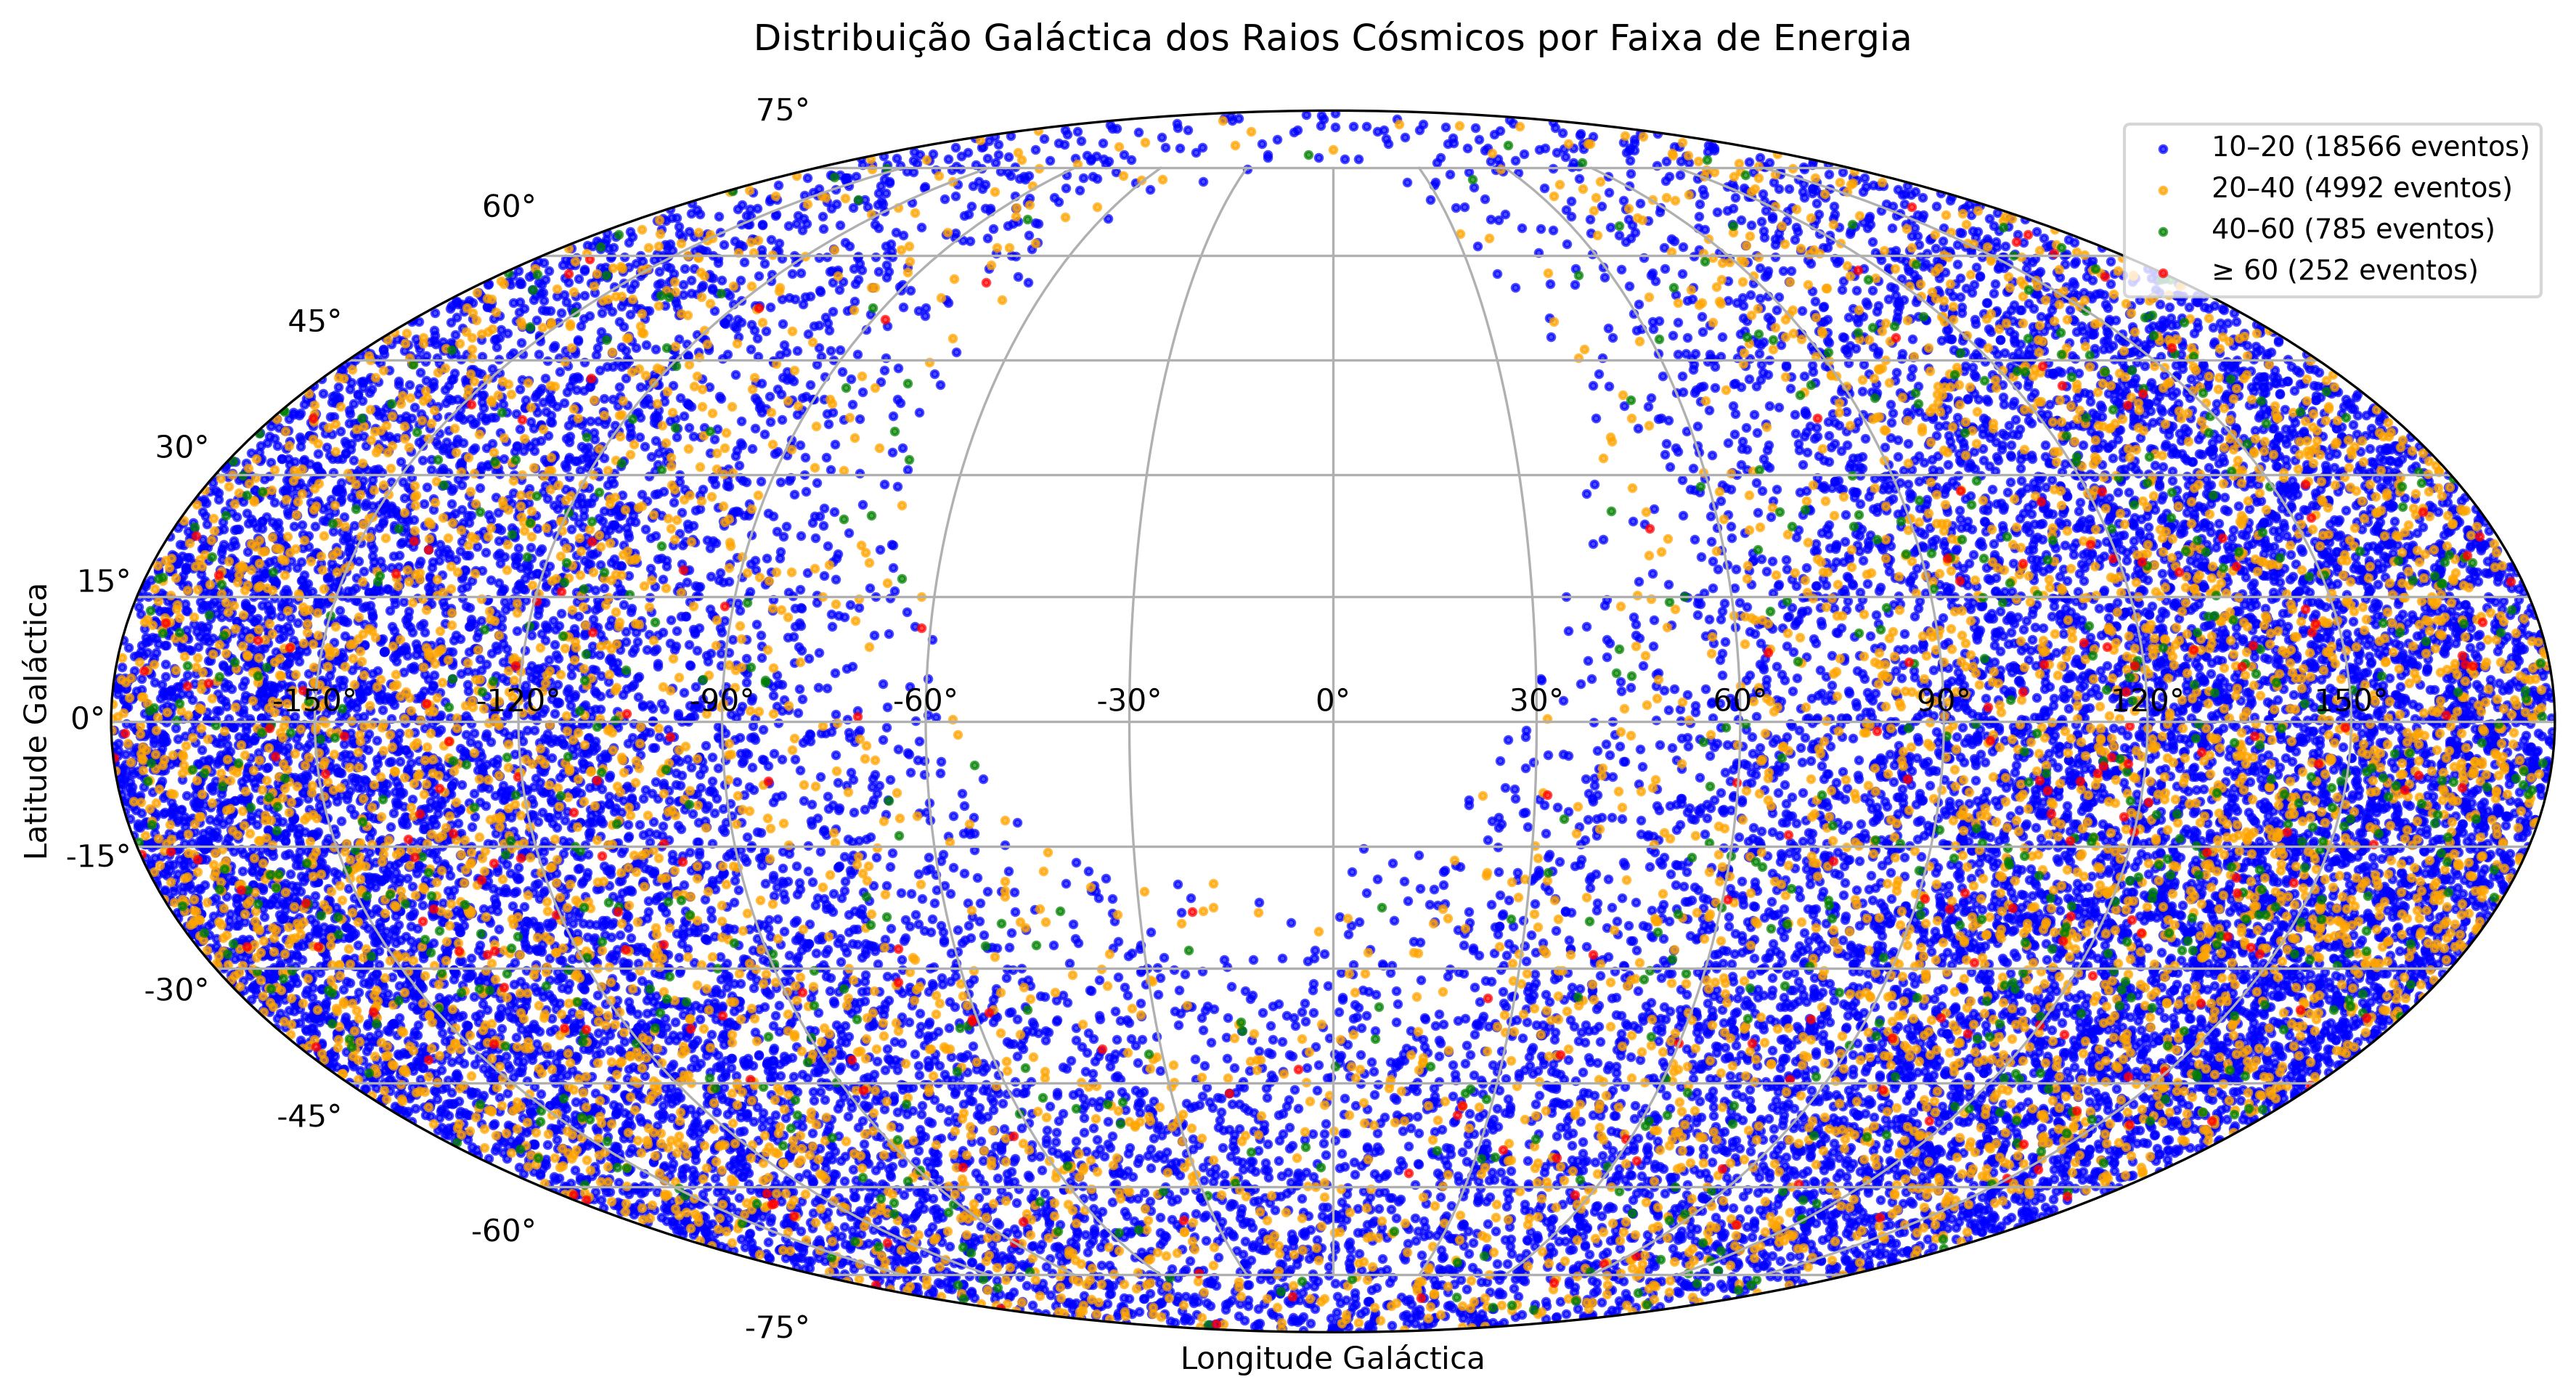 Distribuição Galáctica dos Raios Cósmicos por Faixa de Energia
10–20 (18566 eventos)
20–40 (4992 eventos)
40–60 (785 eventos)
≥ 60 (252 eventos)
75°
60°
45°
30°
15°
0°
-15°
-30°
-45°
-60°
-75°
Latitude Galáctica
-150° -120° -90° -60° -30° 0° 30° 60° 90° 120° 150°
Longitude Galáctica